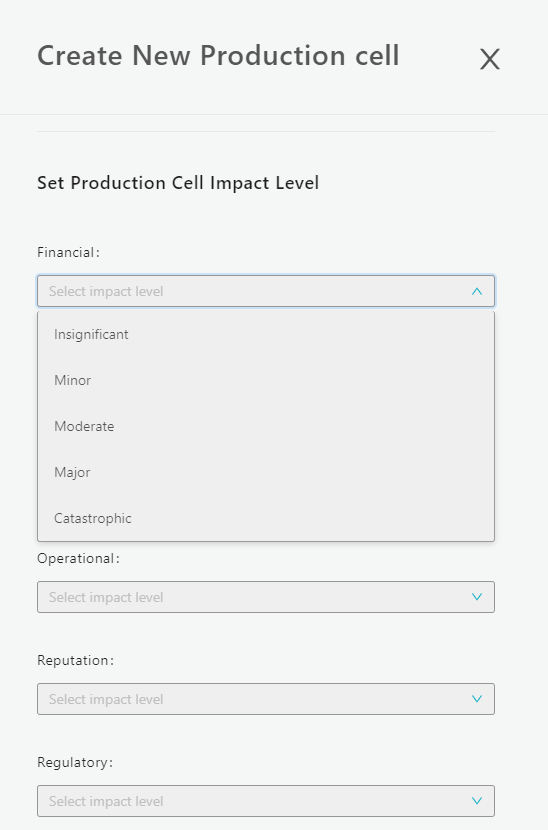 Create New Production cell
Set Production Cell Impact Level
Financial:
Select impact level
Insignificant
Minor
Moderate
Major
Catastrophic
Operational:
Select impact level
Reputation:
Select impact level
Regulatory:
Select impact level